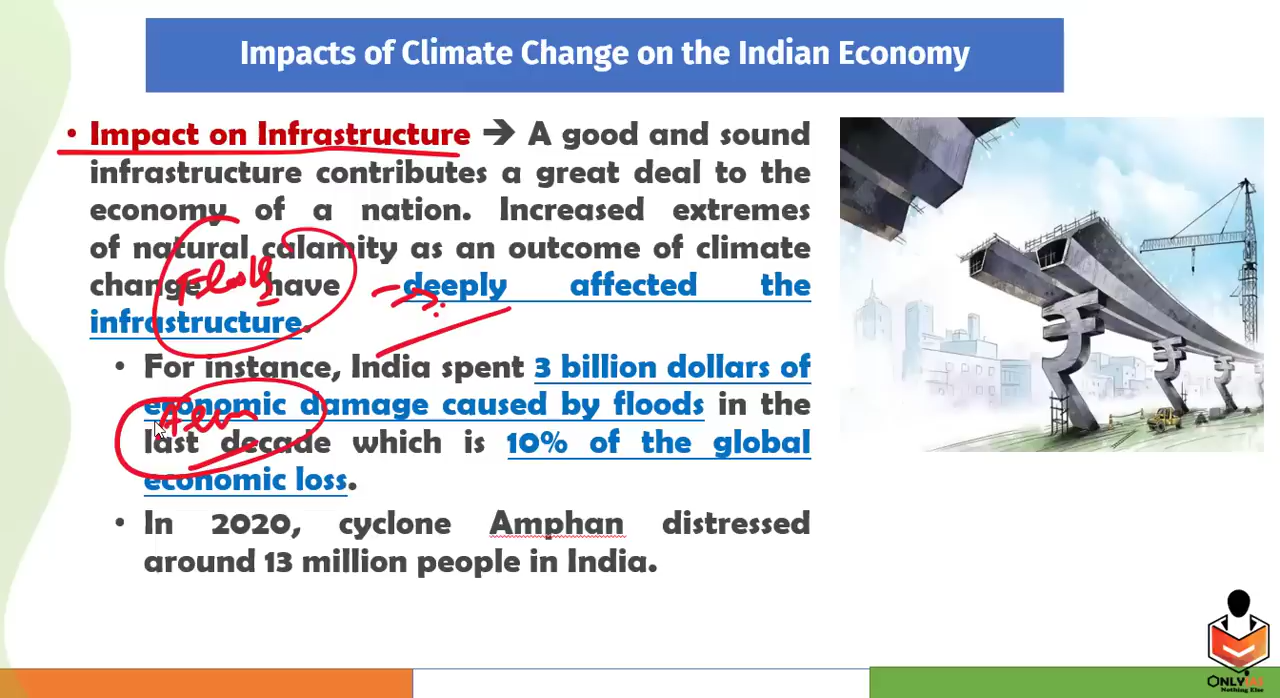 Impacts of Climate Change on the Indian Economy
• Impact on Infrastructure ➔ A good and sound
infrastructure contributes a great deal to the
economy of a nation. Increased extremes
of natural calamity as an outcome of climate
change have deeply affected the
infrastructure.
• For instance, India spent 3 billion dollars of
economic damage caused by floods in the
last decade which is 10% of the global
economic loss.
• In 2020, cyclone Amphan distressed
around 13 million people in India.
Nothing Else